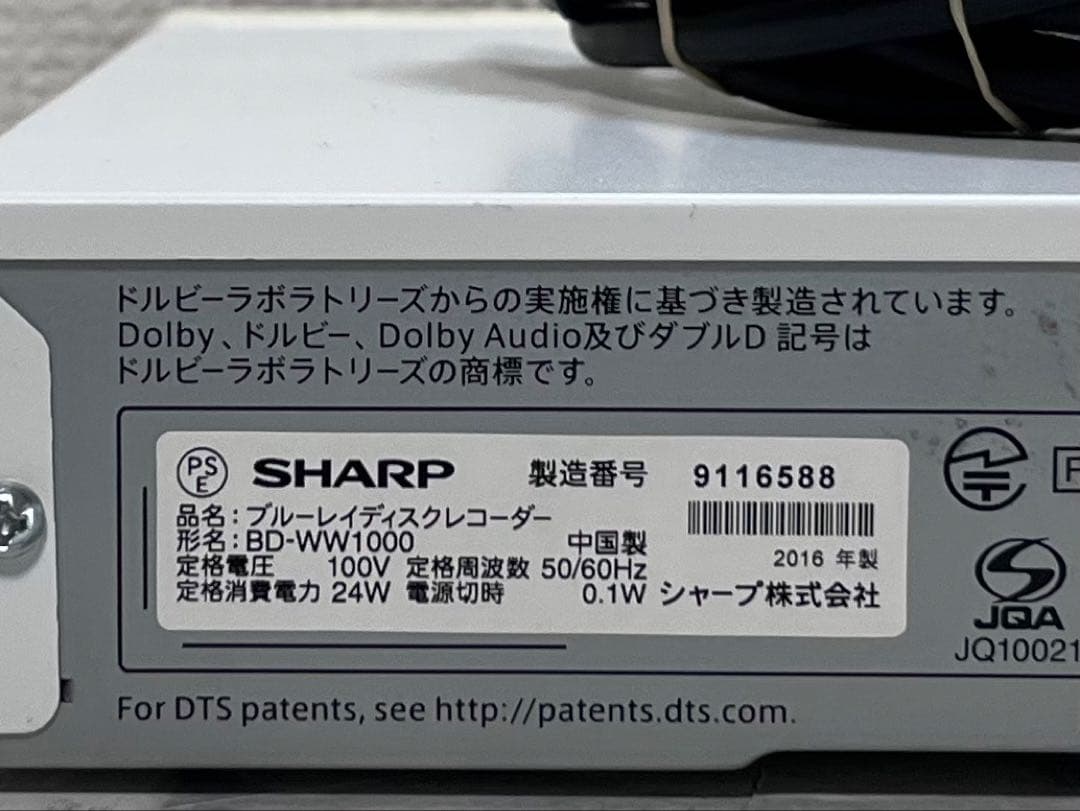 ドルビーラボラトリーズからの実施権に基づき製造されています。
Dolby、ドルビー、Dolby Audio及びダブルD 記号は
ドルビーラボラトリーズの商標です。
PS E SHARP 製造番号 9116588
品名：ブルーレイディスクレコーダー
形名：BD-WW1000 中国製
2016 年製
定格電圧 100V 定格周波数 50/60Hz
定格消費電力 24W 電源切時 0.1W シャープ株式会社
JQA
JQ10021
For DTS patents, see http://patents.dts.com.